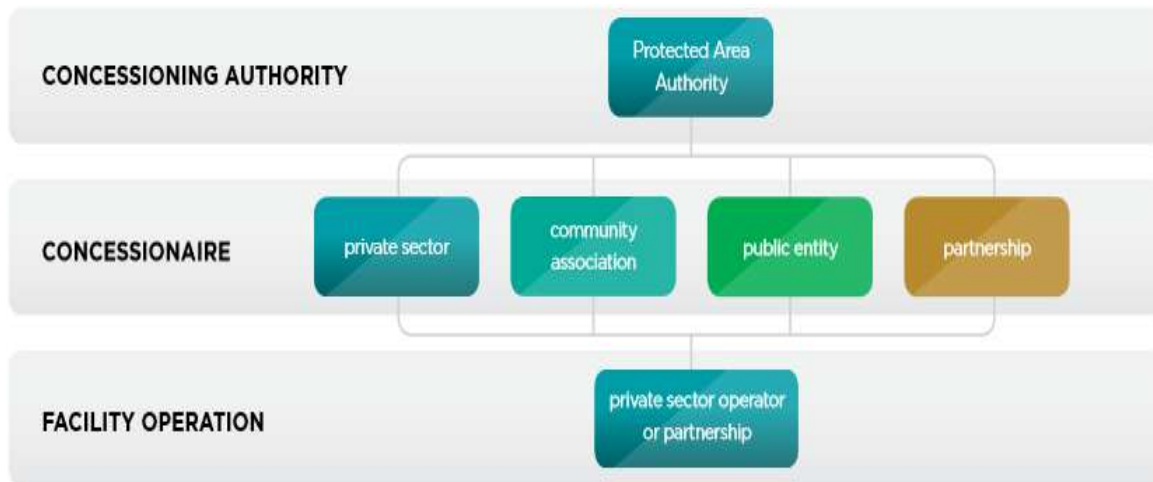 CONCESSIONING AUTHORITY
Protected Area
Authority
CONCESSIONAIRE
private sector
community
association
public entity
partnership
FACILITY OPERATION
private sector operator
or partnership